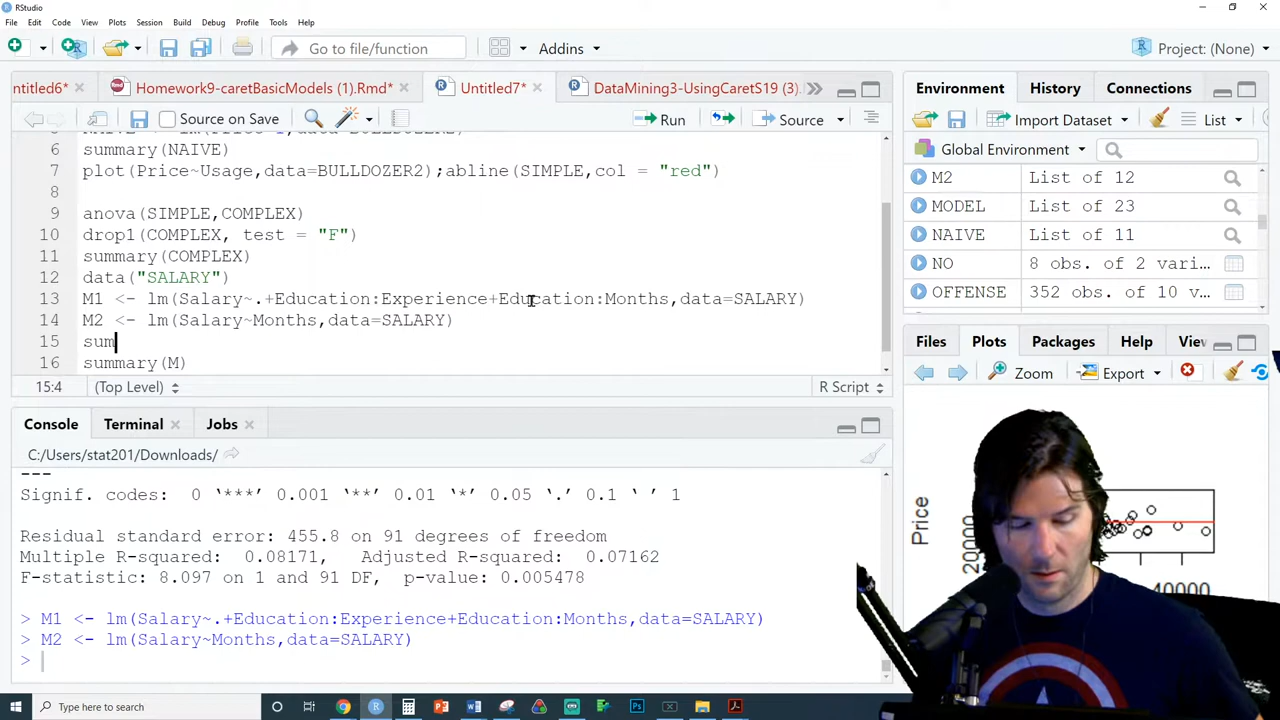 RStudio
File Edit Code View Plots Session Build Debug Profile Tools Help
Go to file/function Addins Project: (None)
ntitled6* Homework9-caretBasicModels (1).Rmd* Untitled7* DataMining3-UsingCaretS19 (3).
Source on Save Run Source
6 summary(NAIVE)
7 plot(Price~Usage,data=BULLDOZER2);abline(SIMPLE,col = "red")
8
9 anova(SIMPLE,COMPLEX)
10 drop1(COMPLEX, test = "F")
11 summary(COMPLEX)
12 data("SALARY")
13 M1 <- lm(Salary~.+Education:Experience+Education:Months,data=SALARY)
14 M2 <- lm(Salary~Months,data=SALARY)
15 sum
16 summary(M)
15:4 (Top Level) R Script
Console Terminal Jobs
C:/Users/stat201/Downloads/
---
Signif. codes: 0 ‘***’ 0.001 ‘**’ 0.01 ‘*’ 0.05 ‘.’ 0.1 ‘ ’ 1
Residual standard error: 455.8 on 91 degrees of freedom
Multiple R-squared: 0.08171, Adjusted R-squared: 0.07162
F-statistic: 8.097 on 1 and 91 DF, p-value: 0.005478
> M1 <- lm(Salary~.+Education:Experience+Education:Months,data=SALARY)
> M2 <- lm(Salary~Months,data=SALARY)
>
Environment History Connections
Import Dataset List
Global Environment
M2 List of 12
MODEL List of 23
NAIVE List of 11
NO 8 obs. of 2 vari…
OFFENSE 352 obs. of 10 v…
Files Plots Packages Help Viev
Zoom Export
Price
20000
40000
Type here to search